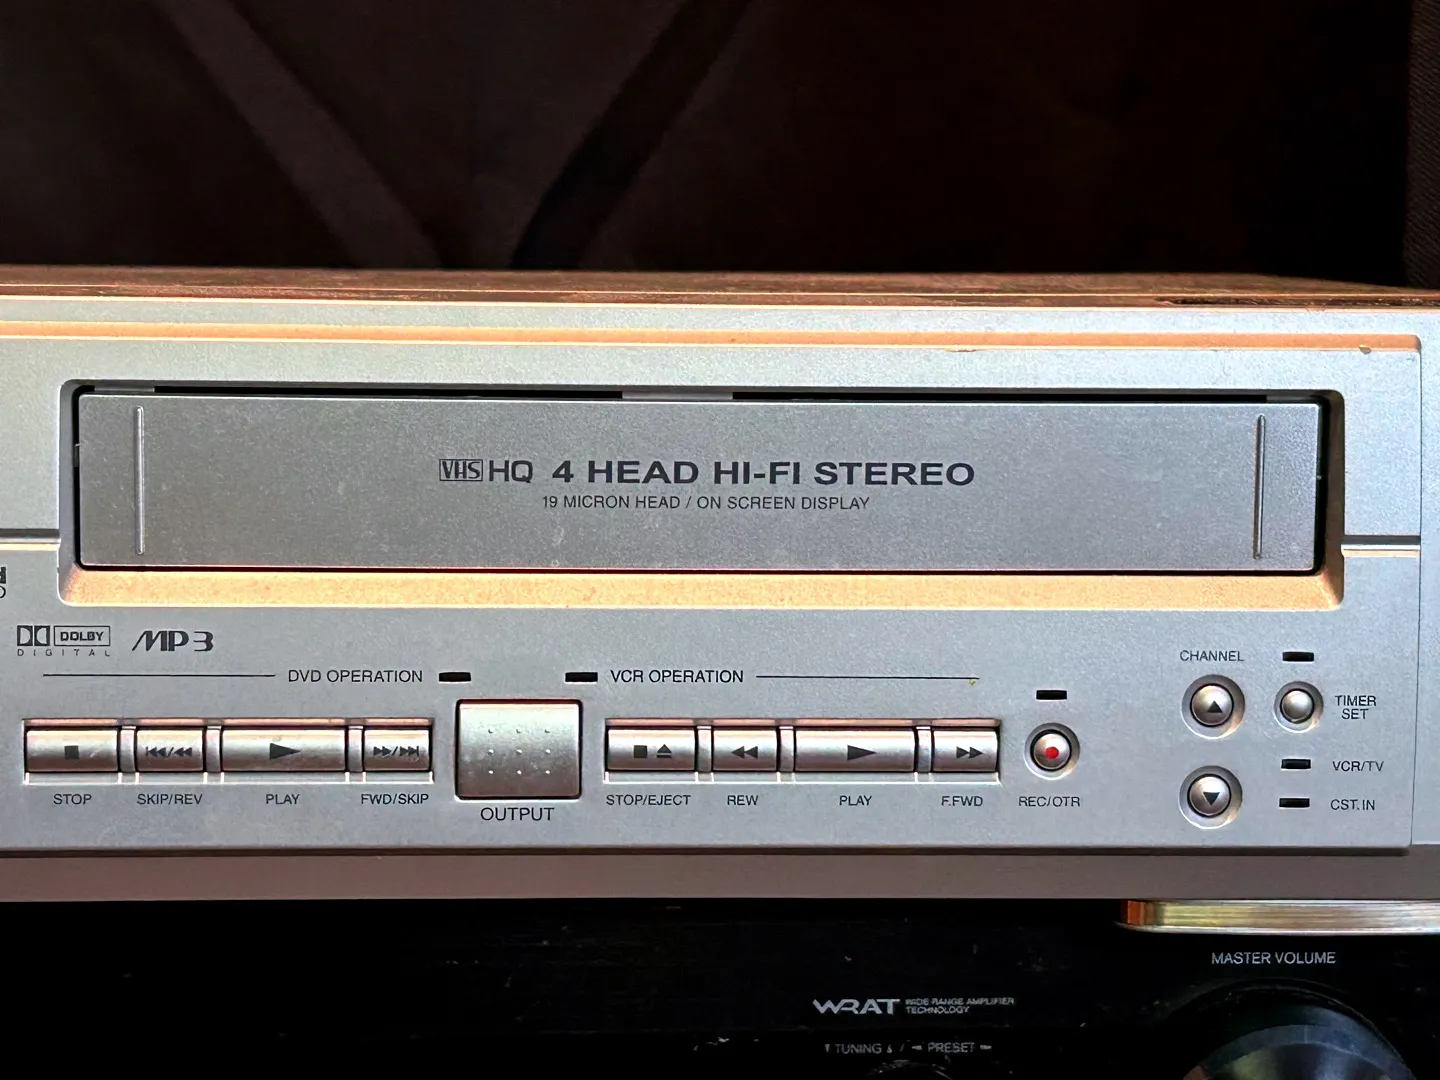 VHS HQ 4 HEAD HI-FI STEREO
19 MICRON HEAD / ON SCREEN DISPLAY
DOLBY
DIGITAL
MP3
DVD OPERATION
VCR OPERATION
CHANNEL
TIMER
SET
VCR/TV
CST.IN
STOP
SKIP/REV
PLAY
FWD/SKIP
OUTPUT
STOP/EJECT
REW
PLAY
F.FWD
REC/OTR
MASTER VOLUME
WRAT WIDE RANGE AMPLIFIER
TECHNOLOGY
TUNING / PRESET